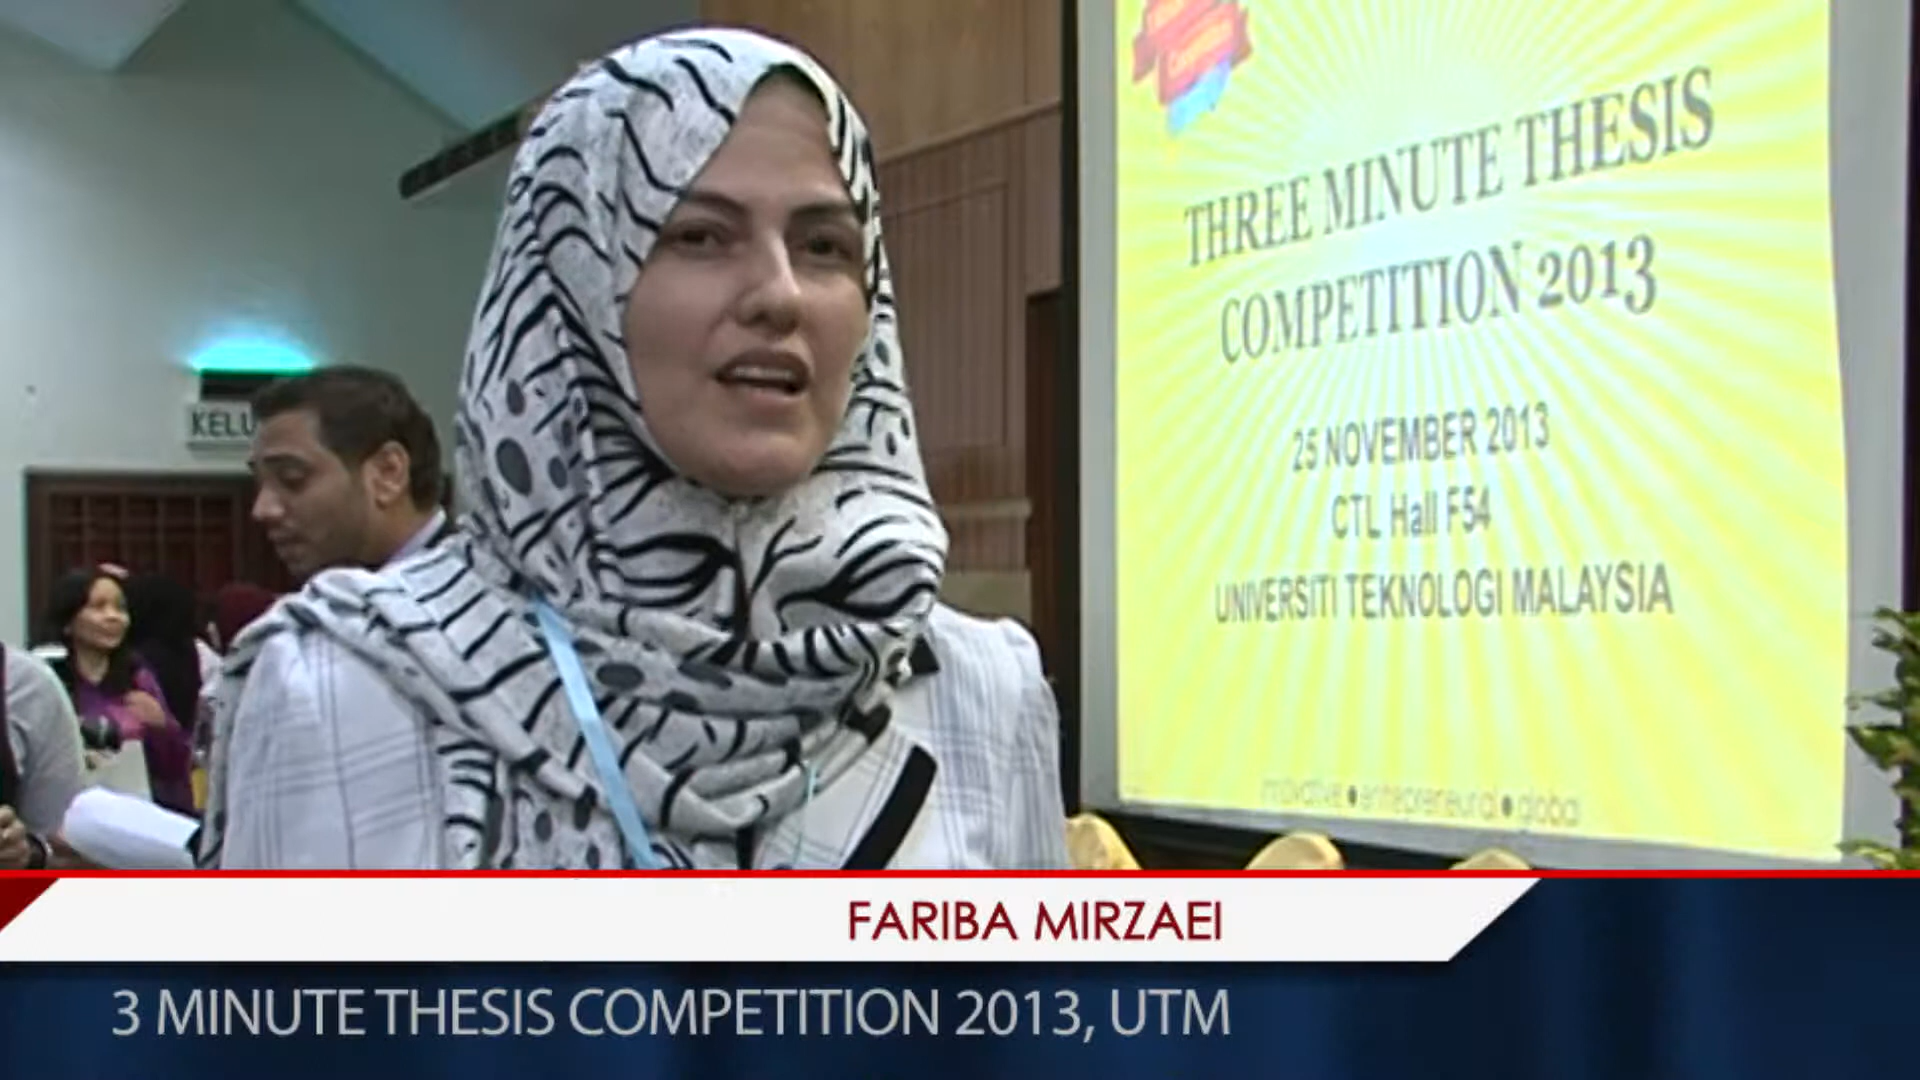 THREE MINUTE THESIS
COMPETITION 2013
25 NOVEMBER 2013
CTL Hall F54
UNIVERSITI TEKNOLOGI MALAYSIA
innovative ● entrepreneurial ● global
KELU
FARIBA MIRZAEI
3 MINUTE THESIS COMPETITION 2013, UTM